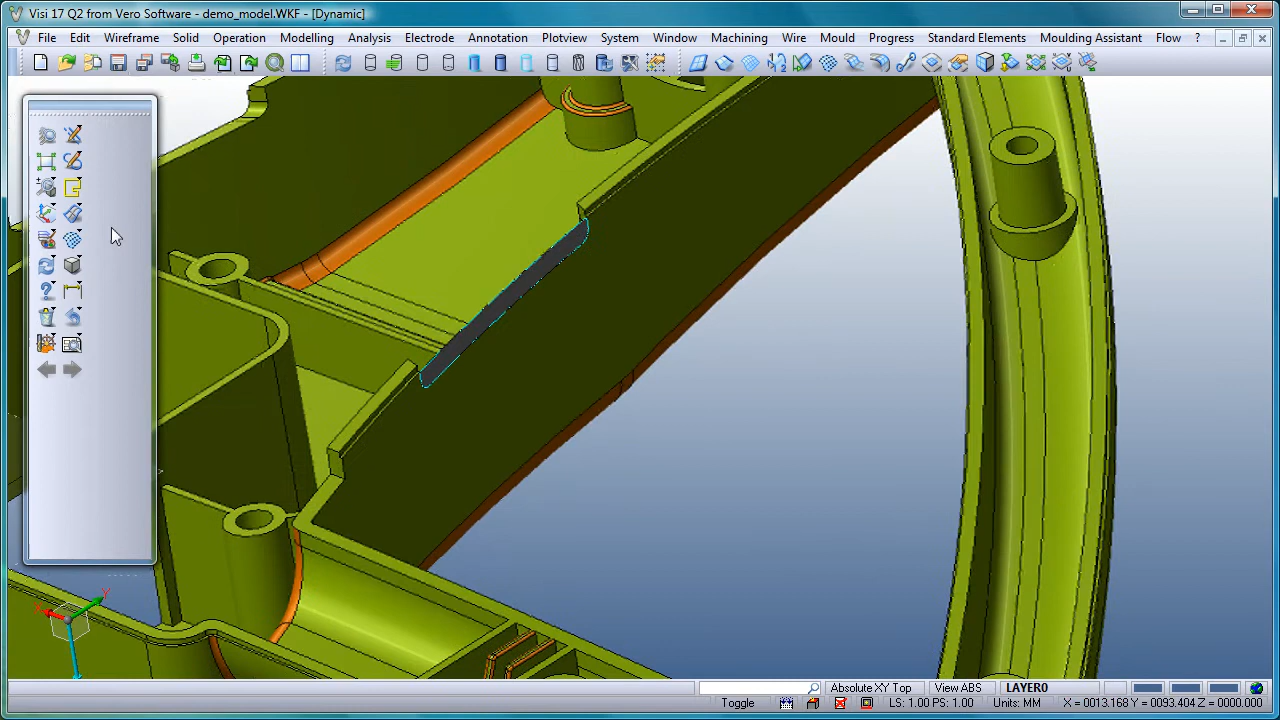 Visi 17 Q2 from Vero Software - demo_model.WKF - [Dynamic]
File Edit Wireframe Solid Operation Modelling Analysis Electrode Annotation Plotview System Window Machining Wire Mould Progress Standard Elements Moulding Assistant Flow ?
X Y
Absolute XY Top View ABS LAYER0
Toggle LS: 1.00 PS: 1.00 Units: MM X = 0013.168 Y = 0093.404 Z = 0000.000